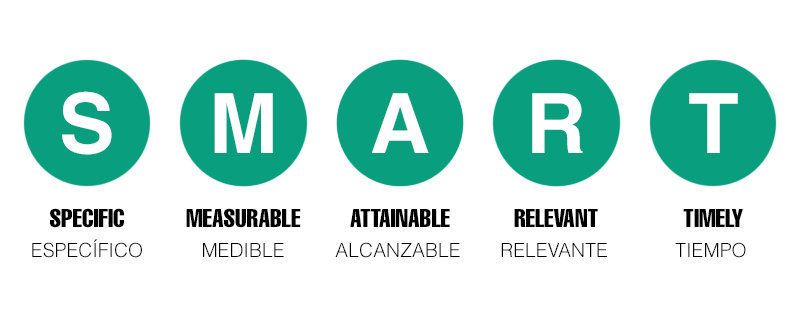 S M A R T
SPECIFIC MEASURABLE ATTAINABLE RELEVANT TIMELY
ESPECÍFICO MEDIBLE ALCANZABLE RELEVANTE TIEMPO